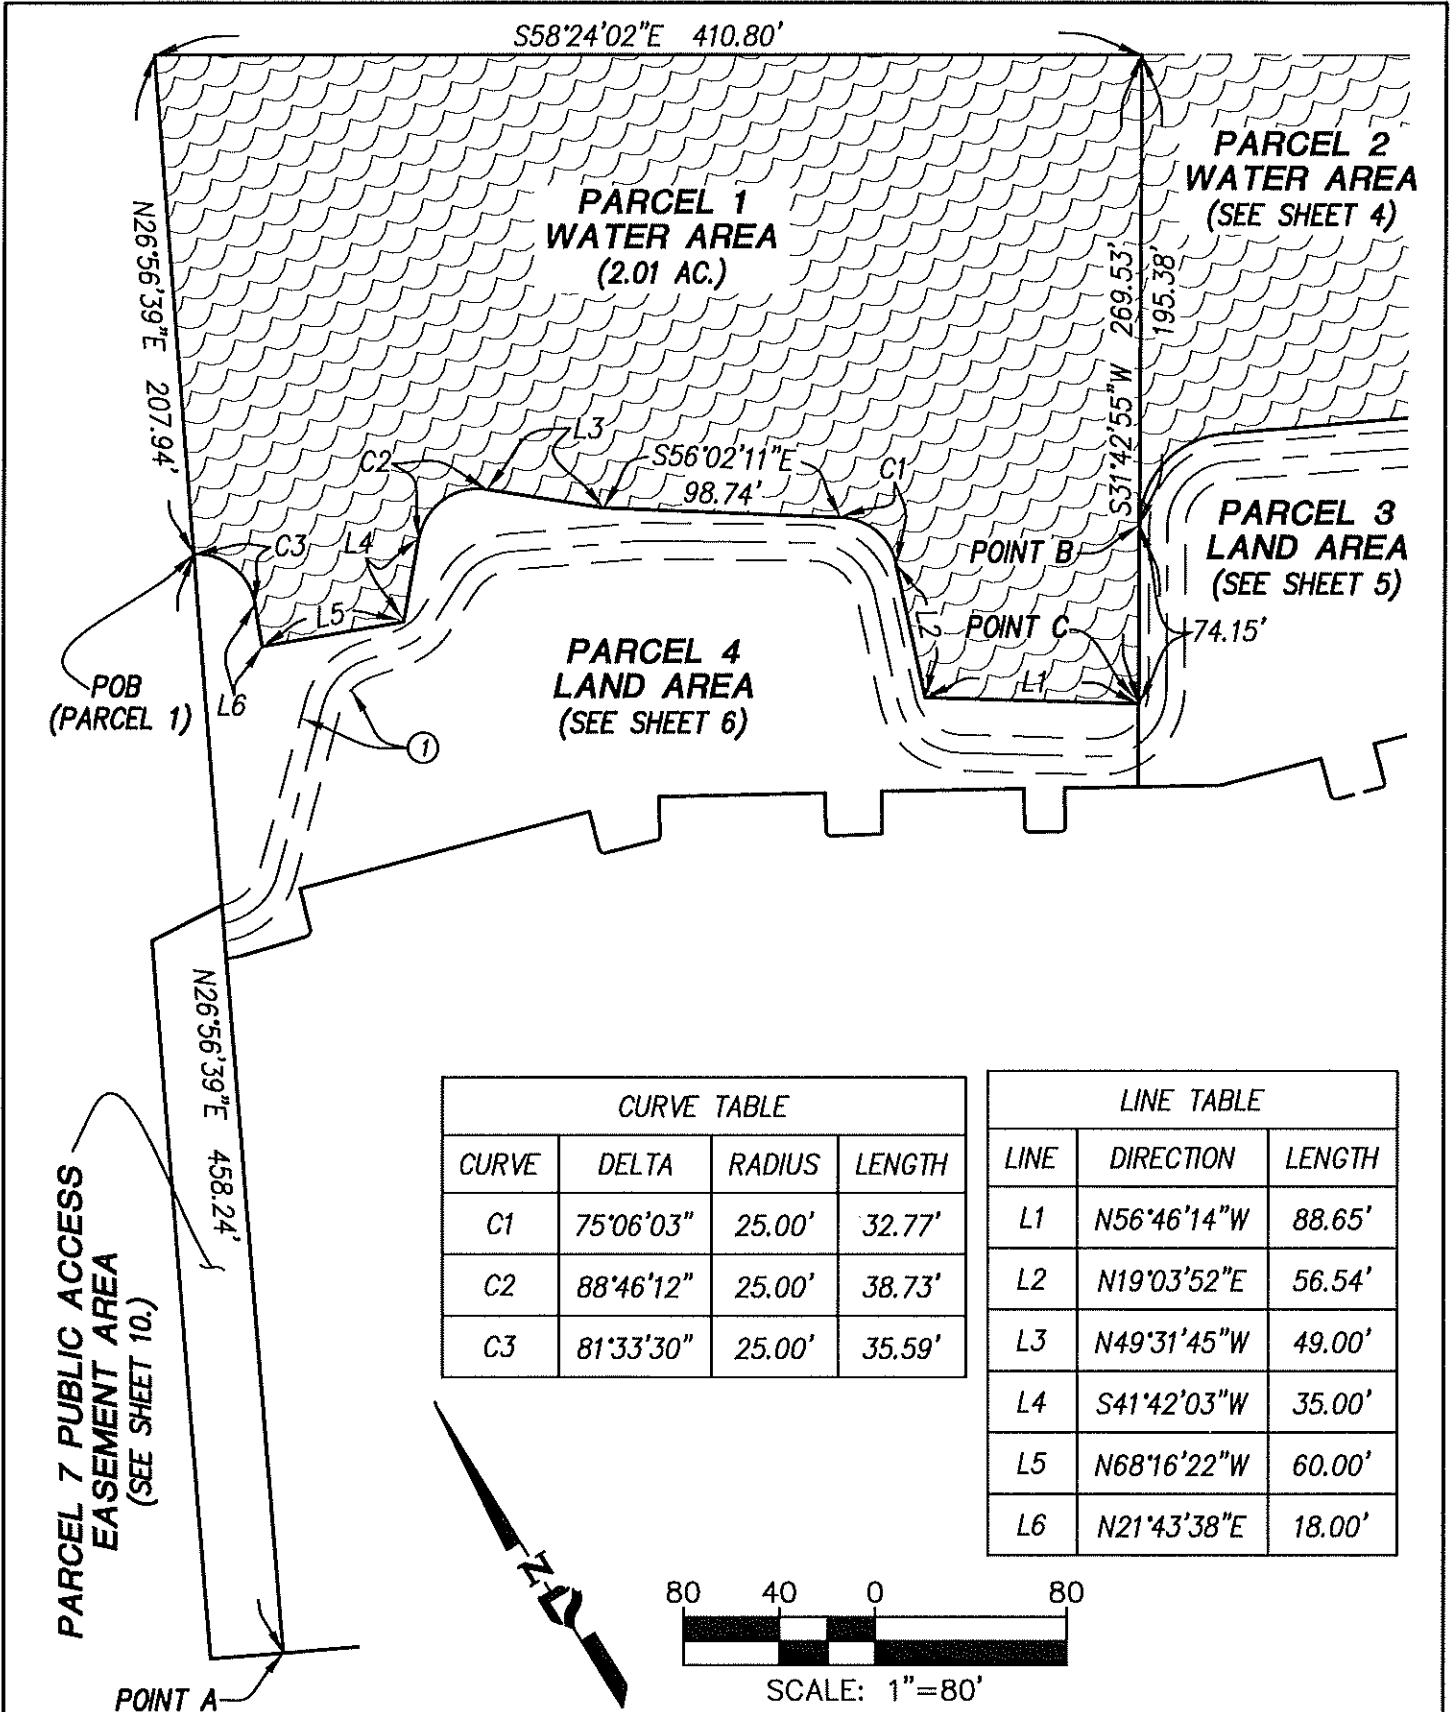 S58°24'02"E 410.80'
PARCEL 1
WATER AREA
(2.01 AC.)
PARCEL 2
WATER AREA
(SEE SHEET 4)
N26°56'39"E 207.94'
S31°42'55"W 269.53'
195.38'
L3
C2
S56°02'11"E
98.74'
C1
C3
L4
L5
L6
POB
(PARCEL 1)
POINT B
PARCEL 3
LAND AREA
(SEE SHEET 5)
L2
POINT C
74.15'
L1
PARCEL 4
LAND AREA
(SEE SHEET 6)
1
N26°56'39"E 458.24'
PARCEL 7 PUBLIC ACCESS
EASEMENT AREA
(SEE SHEET 10.)
CURVE TABLE
CURVE DELTA RADIUS LENGTH
C1 75°06'03" 25.00' 32.77'
C2 88°46'12" 25.00' 38.73'
C3 81°33'30" 25.00' 35.59'
LINE TABLE
LINE DIRECTION LENGTH
L1 N56°46'14"W 88.65'
L2 N19°03'52"E 56.54'
L3 N49°31'45"W 49.00'
L4 S41°42'03"W 35.00'
L5 N68°16'22"W 60.00'
L6 N21°43'38"E 18.00'
N
80 40 0 80
SCALE: 1"=80'
POINT A